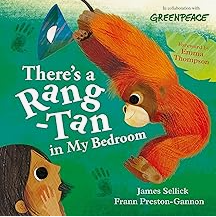 In collaboration with
GREENPEACE
Foreword by
Emma
Thompson
There's a
Rang
-Tan
in My Bedroom
James Sellick
Frann Preston-Gannon